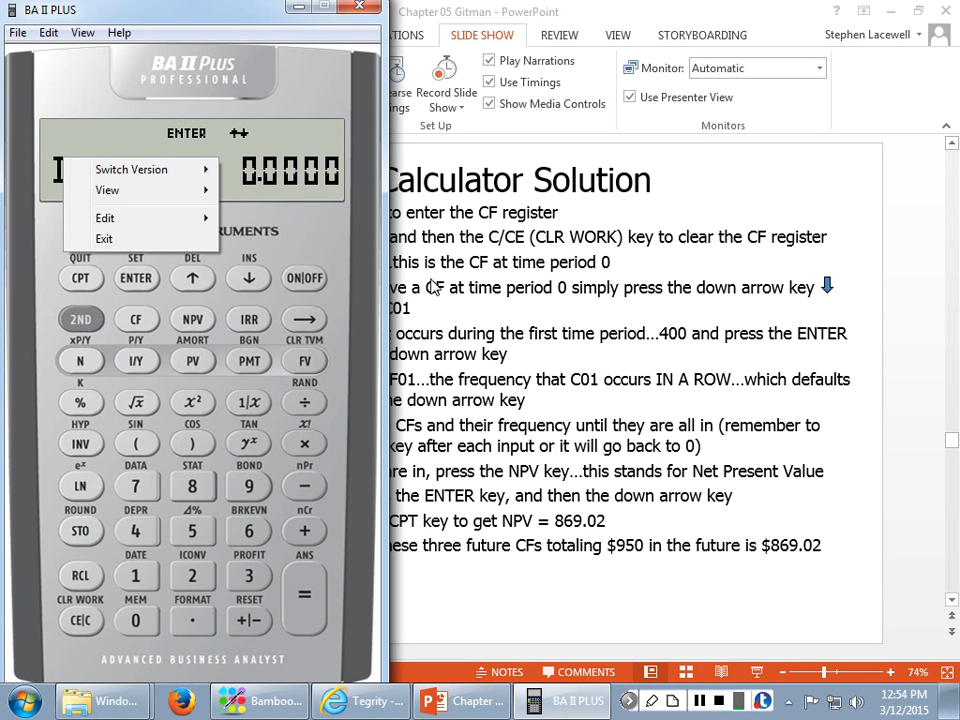 BA II PLUS
File Edit View Help
BA II PLUS
PROFESSIONAL
ENTER
I 0.0000
Switch Version
View
Edit
Exit
RUMENTS
QUIT SET DEL INS
CPT ENTER ON|OFF
2ND CF NPV IRR
xP/Y P/Y AMORT BGN CLR TVM
N I/Y PV PMT FV
K RAND
% √x x² 1/x ÷
HYP SIN COS TAN x!
INV ( ) yˣ ×
eˣ DATA STAT BOND nPr
LN 7 8 9 −
ROUND DEPR Δ% BRKEVN nCr
STO 4 5 6 +
DATE ICONV PROFIT ANS
RCL 1 2 3 =
CLR WORK MEM FORMAT RESET
CE|C 0 . +|−
ADVANCED BUSINESS ANALYST
Chapter 05 Gitman - PowerPoint
ATIONS SLIDE SHOW REVIEW VIEW STORYBOARDING Stephen Lacewell
earse Record Slide
ngs Show
Play Narrations
Use Timings
Show Media Controls
Set Up
Monitor: Automatic
Use Presenter View
Monitors
Calculator Solution
to enter the CF register
and then the C/CE (CLR WORK) key to clear the CF register
.this is the CF at time period 0
ve a CF at time period 0 simply press the down arrow key
C01
t occurs during the first time period…400 and press the ENTER
down arrow key
F01…the frequency that C01 occurs IN A ROW…which defaults
he down arrow key
CFs and their frequency until they are all in (remember to
key after each input or it will go back to 0)
are in, press the NPV key…this stands for Net Present Value
the ENTER key, and then the down arrow key
CPT key to get NPV = 869.02
hese three future CFs totaling $950 in the future is $869.02
NOTES COMMENTS 74%
Windo... Bamboo... Tegrity -... Chapter ... BA II PLUS
12:54 PM
3/12/2015